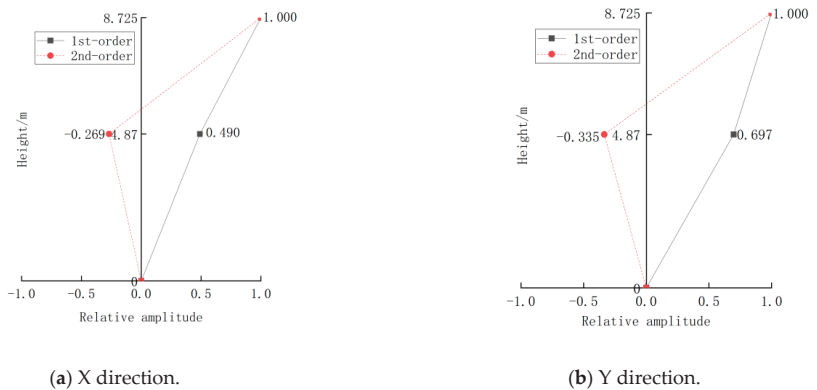 8.725
1.000
1st-order
2nd-order
Height/m
-0.269
4.87
0.490
0
-1.0 -0.5 0.0 0.5 1.0
Relative amplitude
(a) X direction.
8.725
1.000
1st-order
2nd-order
Height/m
-0.335
4.87
0.697
0
-1.0 -0.5 0.0 0.5 1.0
Relative amplitude
(b) Y direction.